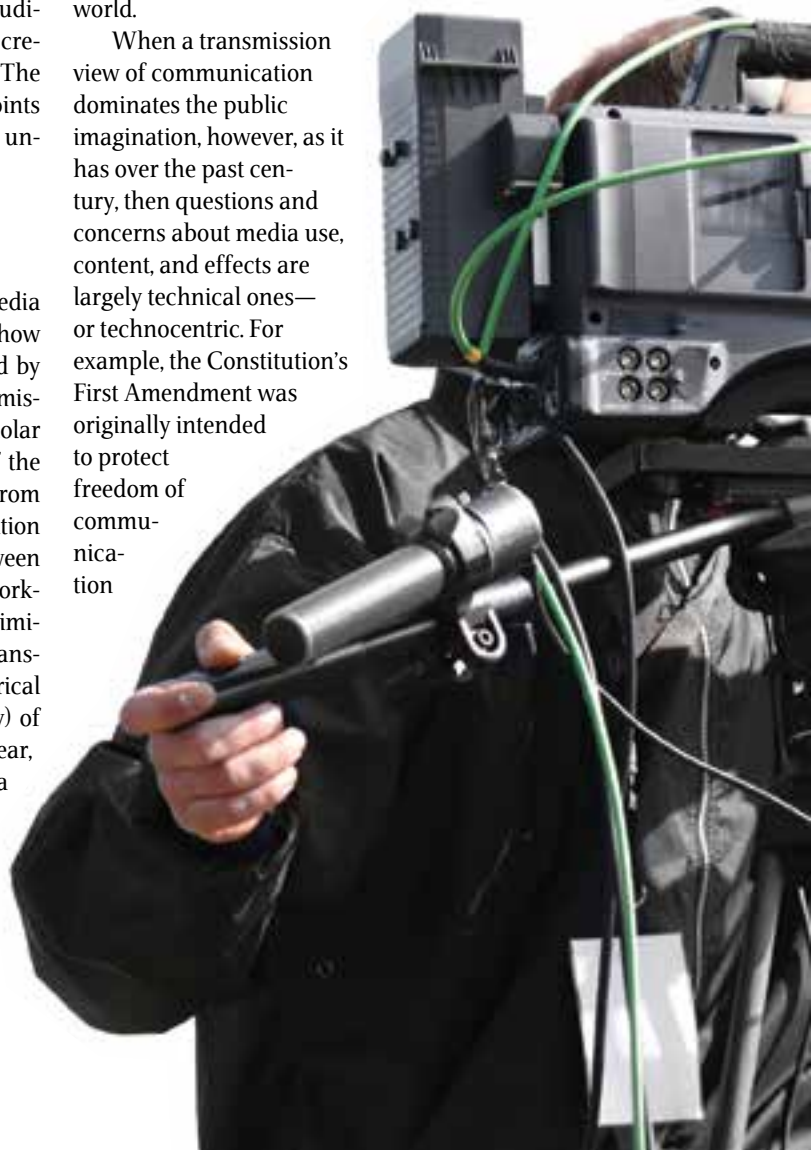 udi-
cre-
The
oints
un-
edia
how
d by
mis-
olar
the
rom
tion
ween
ork-
imi-
ans-
rical
) of
ear,
a
world.
When a transmission
view of communication
dominates the public
imagination, however, as it
has over the past cen-
tury, then questions and
concerns about media use,
content, and effects are
largely technical ones—
or technocentric. For
example, the Constitution's
First Amendment was
originally intended
to protect
freedom of
commu-
nica-
tion